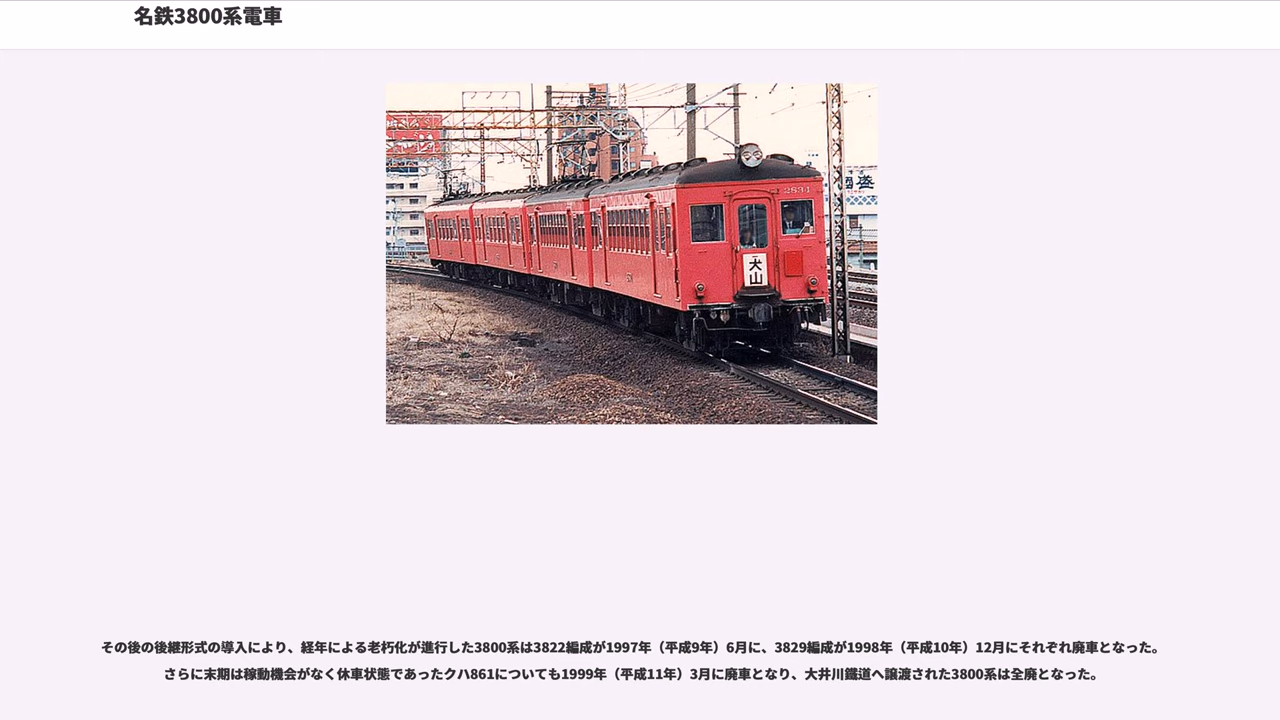 名鉄3800系電車
2834
犬山
その後の後継形式の導入により、経年による老朽化が進行した3800系は3822編成が1997年（平成9年）6月に、3829編成が1998年（平成10年）12月にそれぞれ廃車となった。
さらに末期は稼動機会がなく休車状態であったクハ861についても1999年（平成11年）3月に廃車となり、大井川鐵道へ譲渡された3800系は全廃となった。